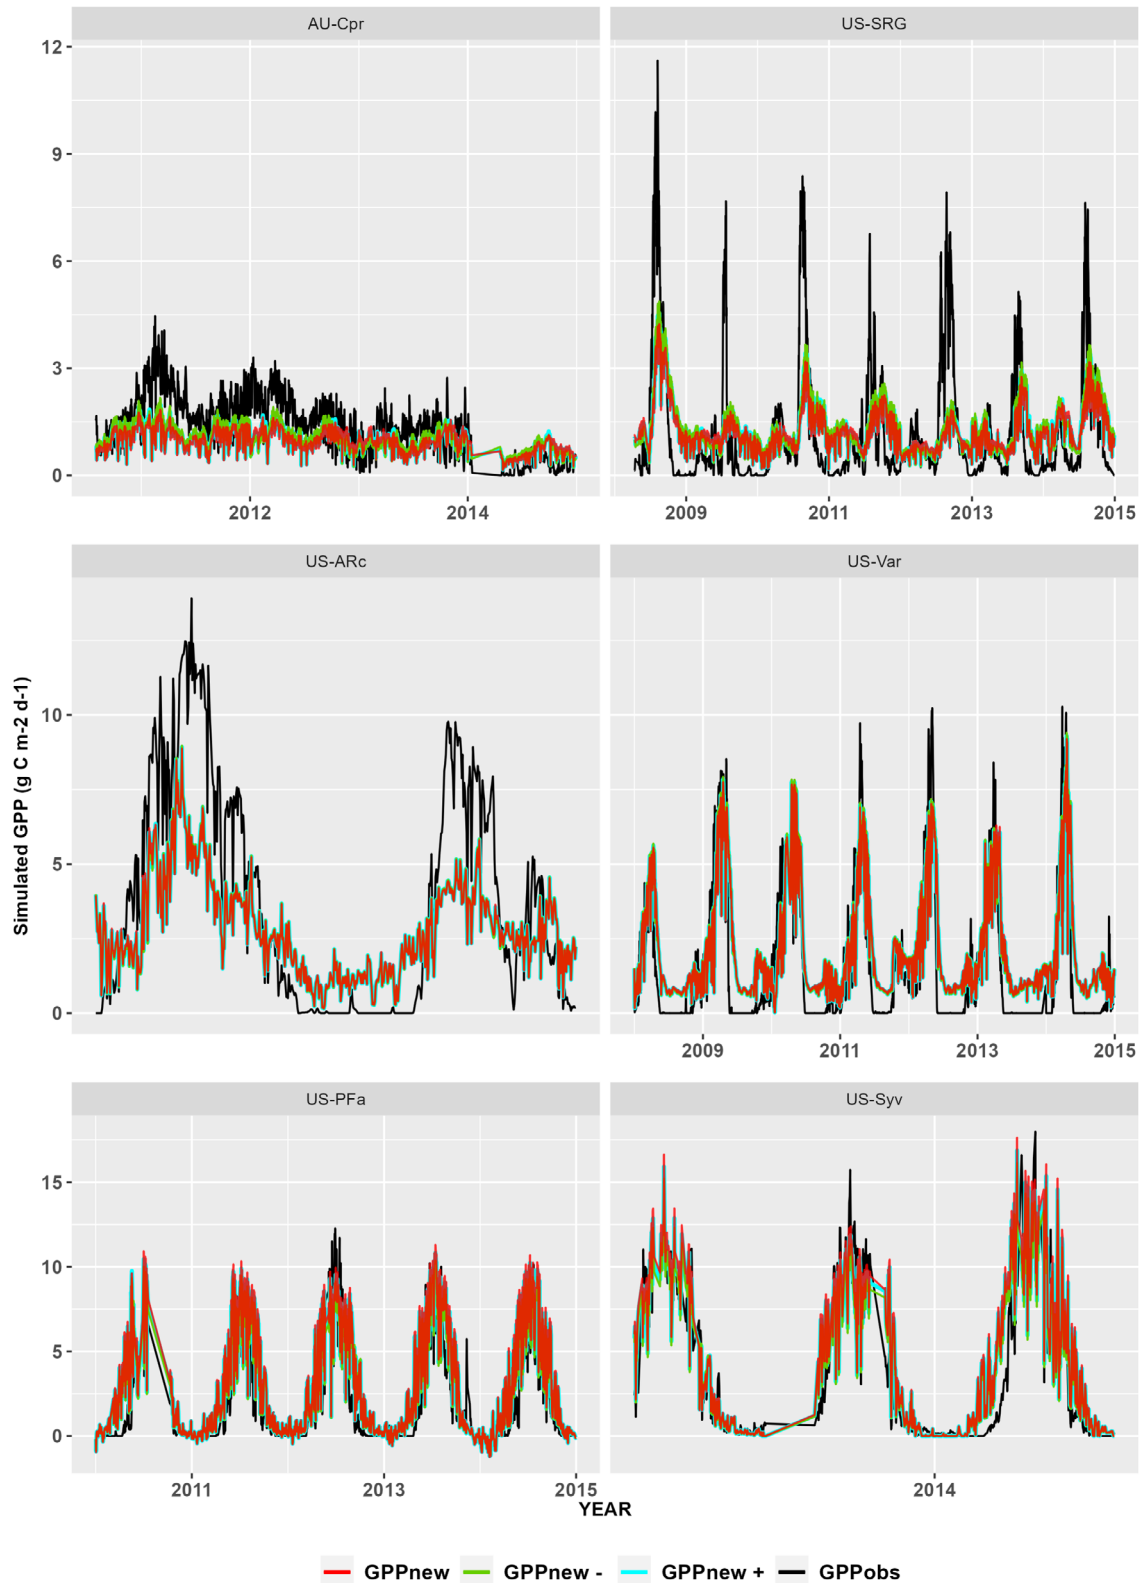 AU-Cpr
US-SRG
12
9
6
3
0
2012
2014
2009
2011
2013
2015
US-ARc
US-Var
Simulated GPP (g C m-2 d-1)
10
5
0
2009
2011
2013
2015
US-PFa
US-Syv
15
10
5
0
2011
2013
2015
2014
YEAR
GPPnew GPPnew - GPPnew + GPPobs